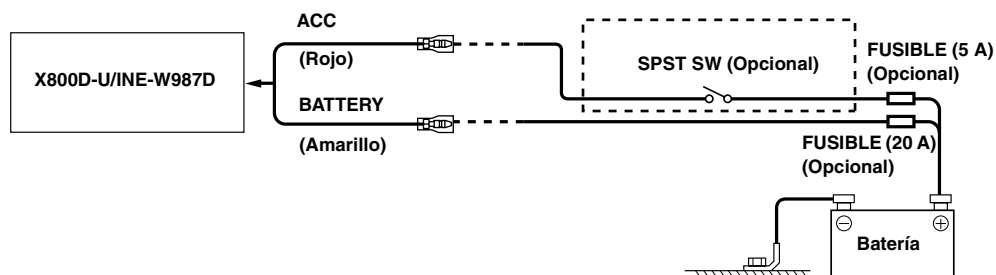 ACC
(Rojo)
X800D-U/INE-W987D
BATTERY
(Amarillo)
SPST SW (Opcional)
FUSIBLE (5 A)
(Opcional)
FUSIBLE (20 A)
(Opcional)
Batería